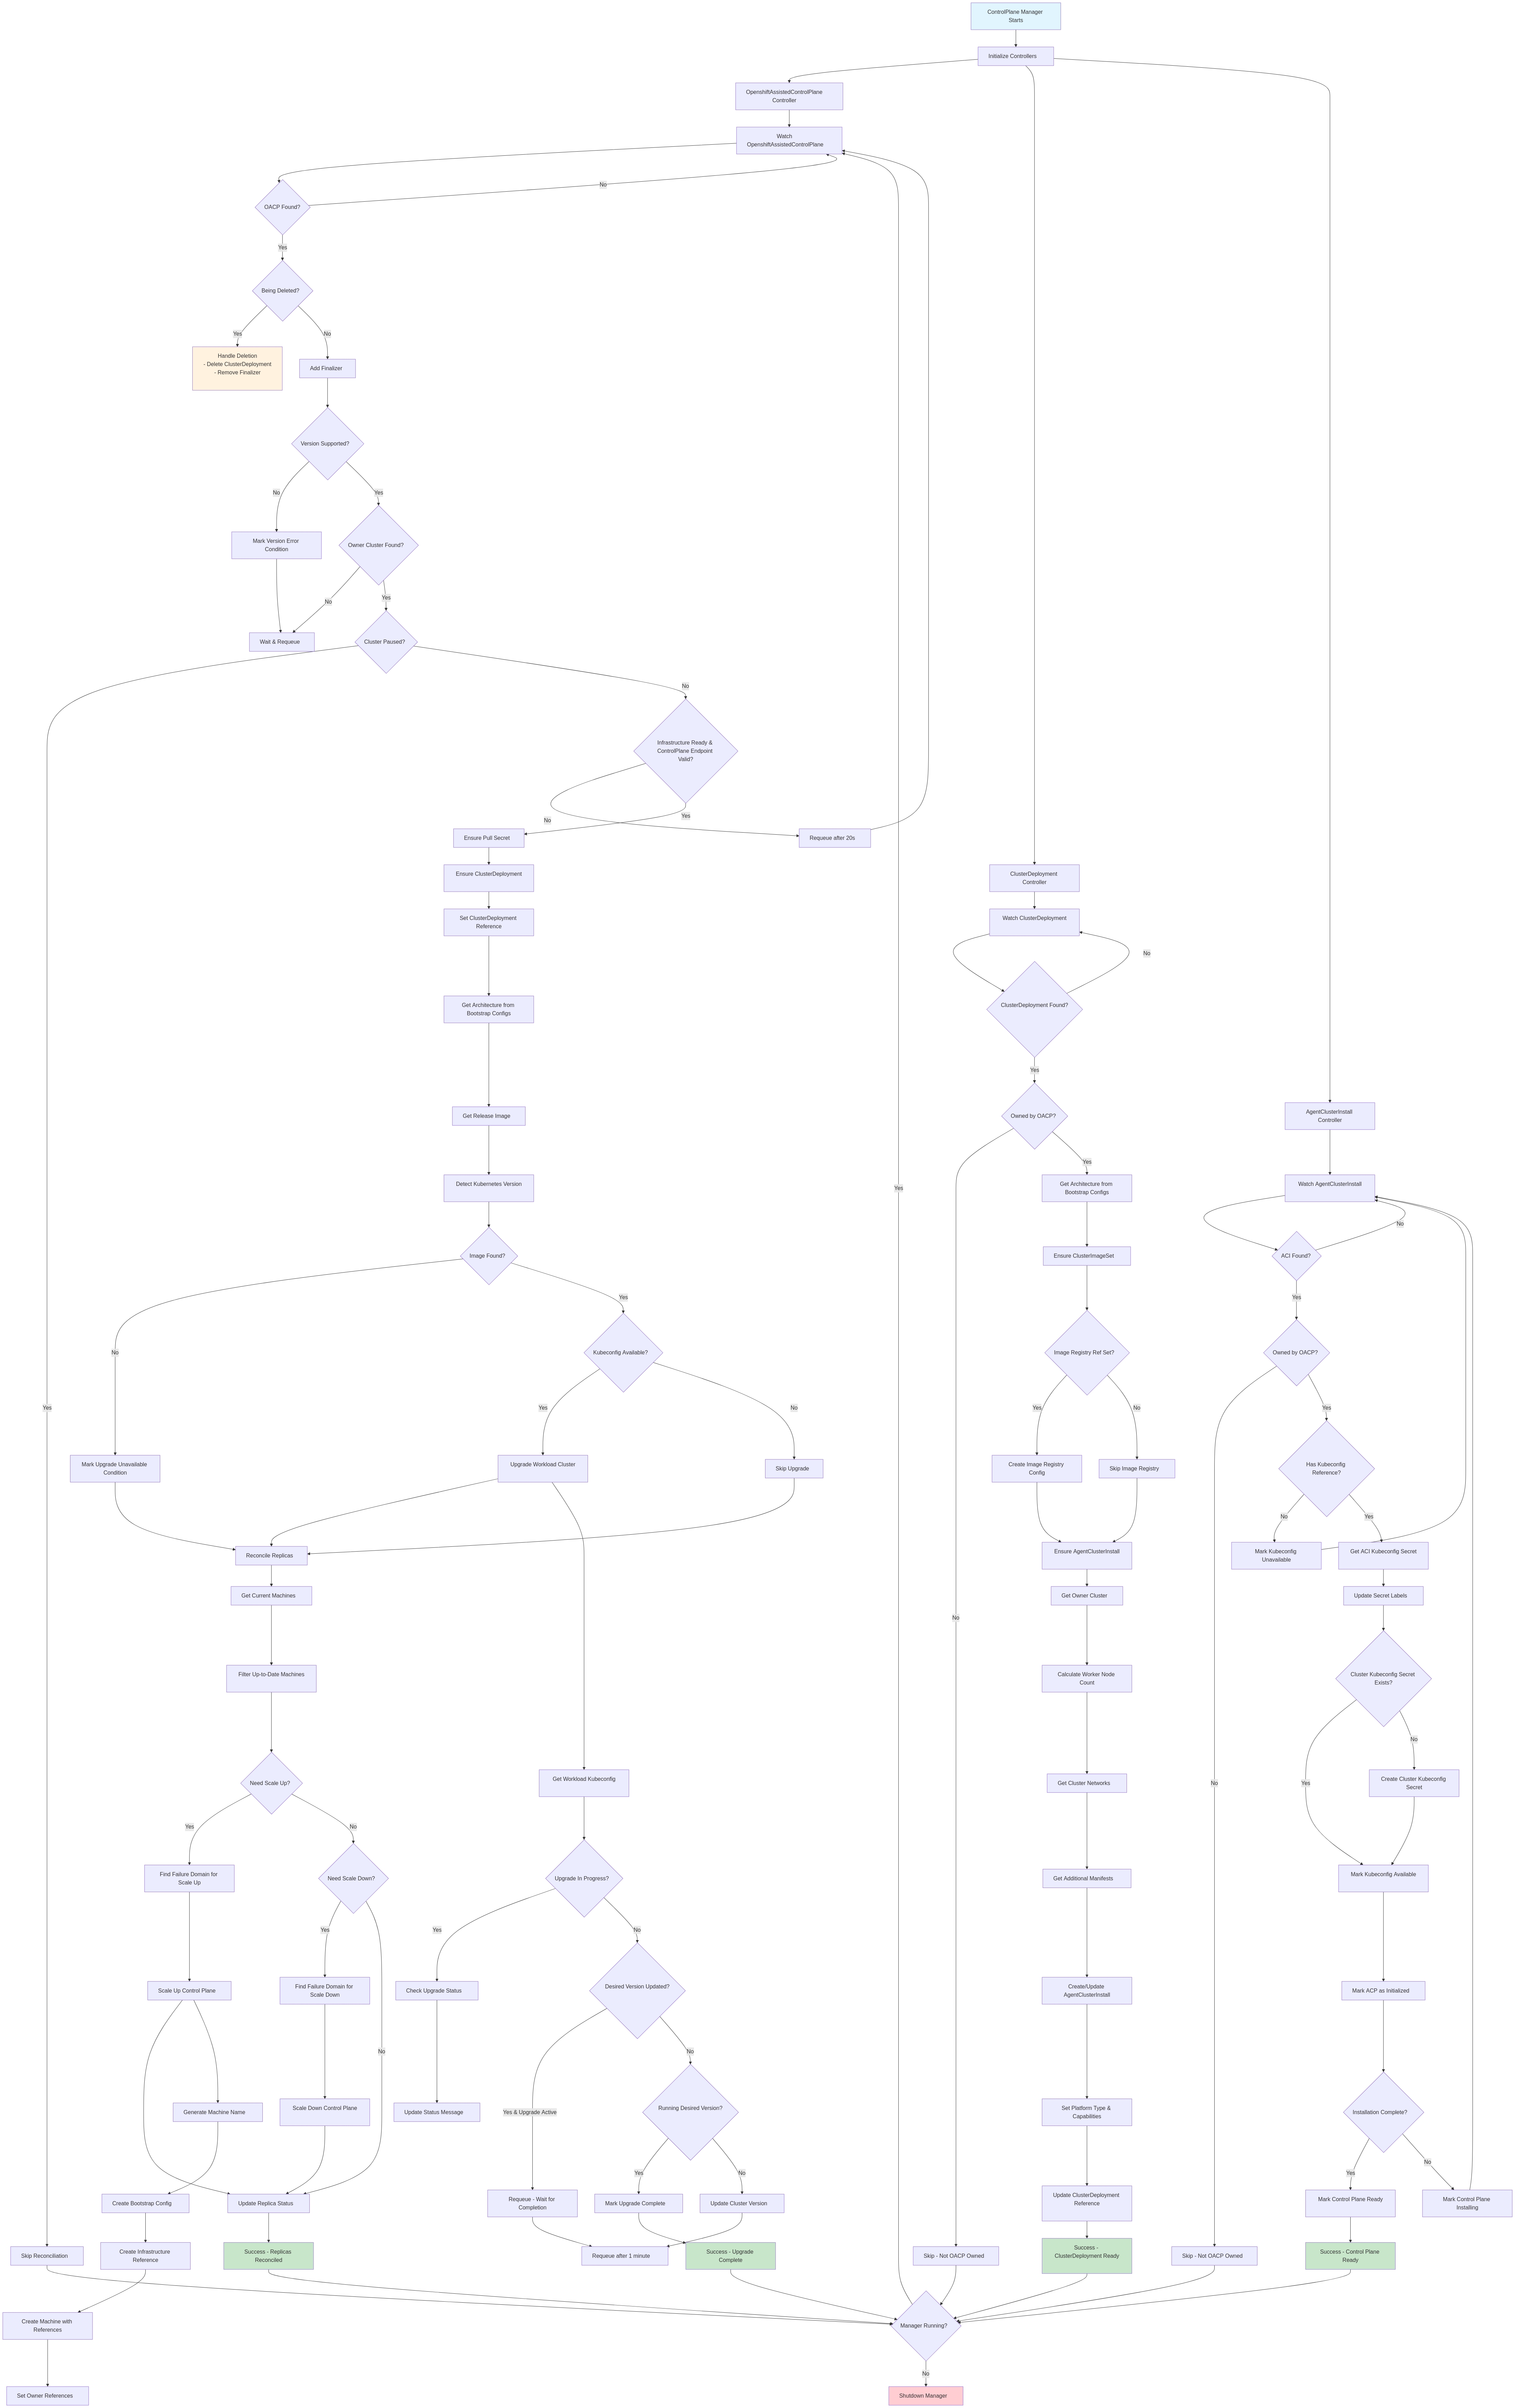 ControlPlane Manager
Starts
Initialize Controllers
OpenshiftAssistedControlPlane
Controller
Watch
OpenshiftAssistedControlPlane
No
OACP Found?
Yes
Being Deleted?
Yes
No
Handle Deletion
- Delete ClusterDeployment
- Remove Finalizer
Add Finalizer
Version Supported?
No
Yes
Mark Version Error
Condition
Owner Cluster Found?
No
Yes
Wait & Requeue
Cluster Paused?
No
Infrastructure Ready &
ControlPlane Endpoint
Valid?
No
Yes
Ensure Pull Secret
Requeue after 20s
Ensure ClusterDeployment
ClusterDeployment
Controller
Set ClusterDeployment
Reference
Watch ClusterDeployment
No
Get Architecture from
Bootstrap Configs
ClusterDeployment Found?
Yes
Get Release Image
Owned by OACP?
AgentClusterInstall
Controller
Yes
Detect Kubernetes Version
Yes
Get Architecture from
Bootstrap Configs
Watch AgentClusterInstall
No
Image Found?
Ensure ClusterImageSet
ACI Found?
Yes
Yes
Yes
No
Kubeconfig Available?
Image Registry Ref Set?
Owned by OACP?
Yes
No
Yes
No
Yes
Mark Upgrade Unavailable
Condition
Upgrade Workload Cluster
Skip Upgrade
Create Image Registry
Config
Skip Image Registry
Has Kubeconfig
Reference?
No
Yes
Reconcile Replicas
Ensure AgentClusterInstall
Mark Kubeconfig
Unavailable
Get ACI Kubeconfig Secret
Get Current Machines
Get Owner Cluster
Update Secret Labels
No
Filter Up-to-Date Machines
Calculate Worker Node
Count
Cluster Kubeconfig Secret
Exists?
No
Need Scale Up?
Get Workload Kubeconfig
Get Cluster Networks
No
Yes
Create Cluster Kubeconfig
Secret
Yes
No
Find Failure Domain for
Scale Up
Need Scale Down?
Upgrade In Progress?
Get Additional Manifests
Mark Kubeconfig Available
Yes
Yes
No
Scale Up Control Plane
Find Failure Domain for
Scale Down
Check Upgrade Status
Desired Version Updated?
Create/Update
AgentClusterInstall
Mark ACP as Initialized
No
No
Generate Machine Name
Scale Down Control Plane
Update Status Message
Yes & Upgrade Active
Running Desired Version?
Set Platform Type &
Capabilities
Installation Complete?
Yes
No
Yes
No
Create Bootstrap Config
Update Replica Status
Requeue - Wait for
Completion
Mark Upgrade Complete
Update Cluster Version
Update ClusterDeployment
Reference
Mark Control Plane Ready
Mark Control Plane
Installing
Skip Reconciliation
Create Infrastructure
Reference
Success - Replicas
Reconciled
Requeue after 1 minute
Success - Upgrade
Complete
Skip - Not OACP Owned
Success -
ClusterDeployment Ready
Skip - Not OACP Owned
Success - Control Plane
Ready
Create Machine with
References
Manager Running?
No
Set Owner References
Shutdown Manager